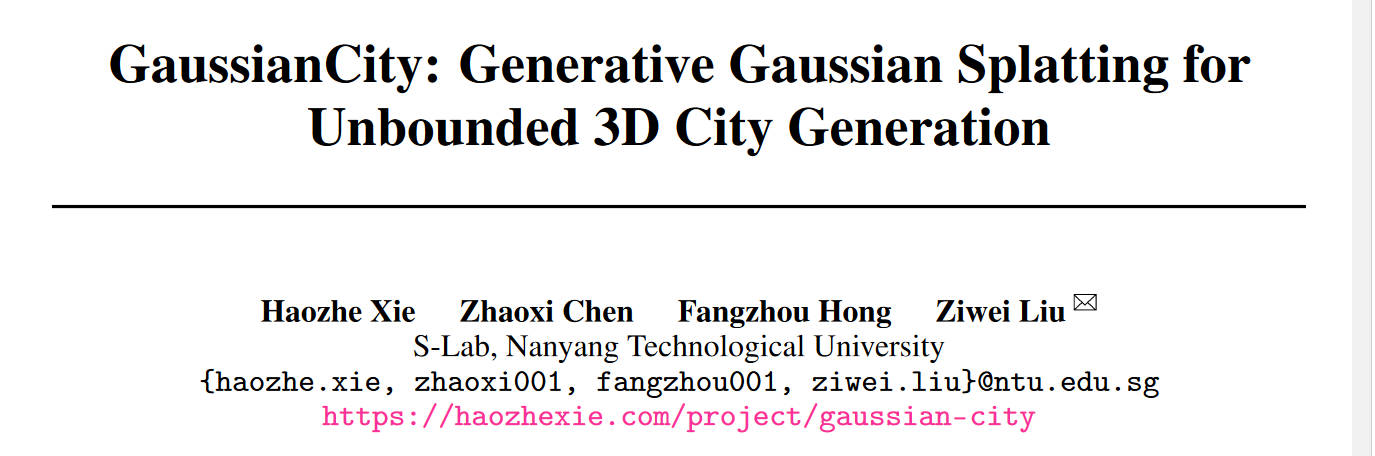 GaussianCity: Generative Gaussian Splatting for
Unbounded 3D City Generation
Haozhe Xie Zhaoxi Chen Fangzhou Hong Ziwei Liu ✉
S-Lab, Nanyang Technological University
{haozhe.xie, zhaoxi001, fangzhou001, ziwei.liu}@ntu.edu.sg
https://haozhexie.com/project/gaussian-city